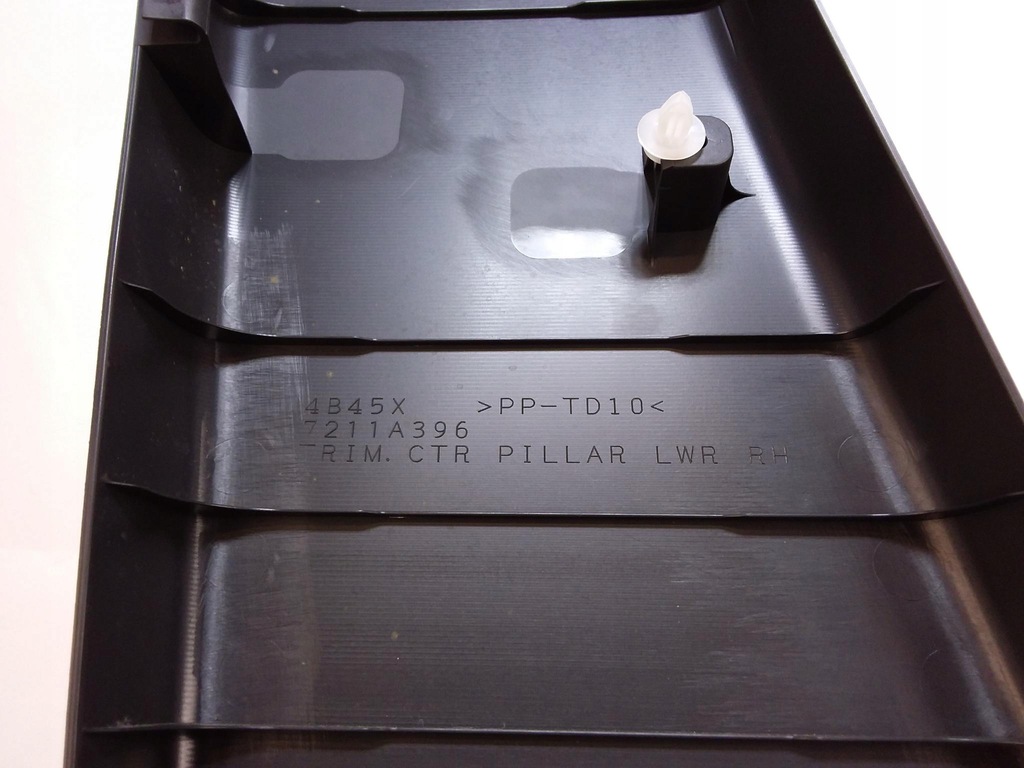 4B45X >PP-TD10<
7211A396
TRIM. CTR PILLAR LWR RH